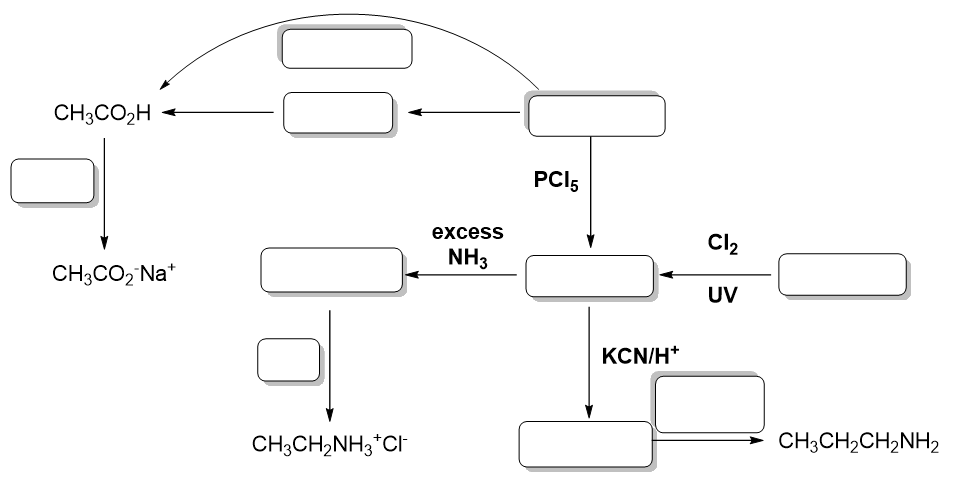 CH₃CO₂H
PCl₅
excess
NH₃
Cl₂
UV
CH₃CO₂⁻Na⁺
KCN/H⁺
CH₃CH₂NH₃⁺Cl⁻
CH₃CH₂CH₂NH₂